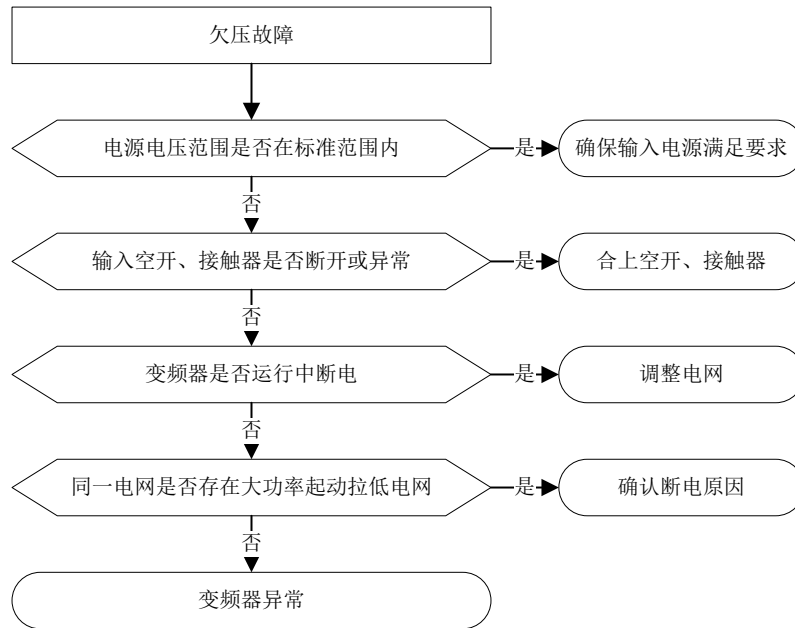 欠压故障
电源电压范围是否在标准范围内
是
确保输入电源满足要求
否
输入空开、接触器是否断开或异常
是
合上空开、接触器
否
变频器是否运行中断电
是
调整电网
否
同一电网是否存在大功率起动拉低电网
是
确认断电原因
否
变频器异常